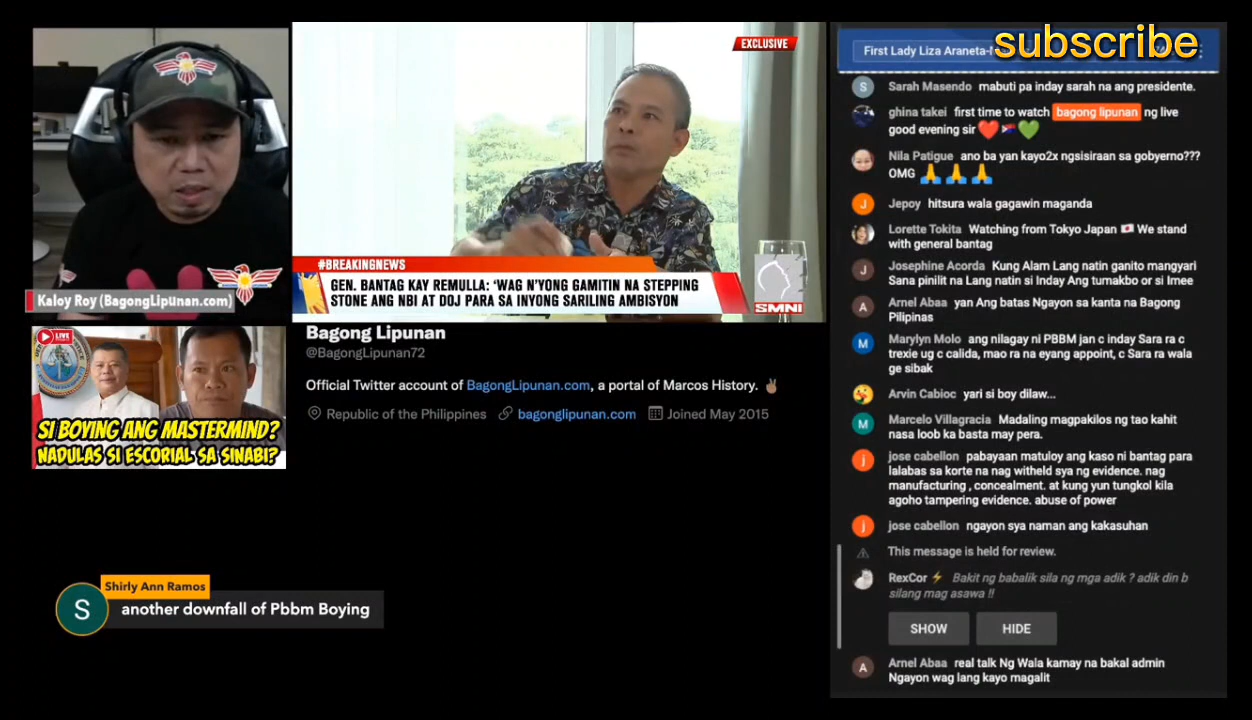 Kaloy Roy (BagongLipunan.com)
LIVE
SI BOYING ANG MASTERMIND?
NADULAS SI ESCORIAL SA SINABI?
EXCLUSIVE
#BREAKINGNEWS
GEN. BANTAG KAY REMULLA: ‘WAG N'YONG GAMITIN NA STEPPING
STONE ANG NBI AT DOJ PARA SA INYONG SARILING AMBISYON
SMNI
Bagong Lipunan
@BagongLipunan72
Official Twitter account of BagongLipunan.com, a portal of Marcos History. ✌🏽
Republic of the Philippines bagonglipunan.com Joined May 2015
S
Shirly Ann Ramos
another downfall of Pbbm Boying
subscribe
First Lady Liza Araneta-
S Sarah Masendo mabuti pa inday sarah na ang presidente.
ghina takei first time to watch bagong lipunan ng live
good evening sir ❤️🇵🇭💚
Nila Patigue ano ba yan kayo2x ngsisiraan sa gobyerno???
OMG 🙏🙏🙏
J Jepoy hitsura wala gagawin maganda
Lorette Tokita Watching from Tokyo Japan 🇯🇵 We stand
with general bantag
J Josephine Acorda Kung Alam Lang natin ganito mangyari
Sana pinilit na Lang natin si Inday Ang tumakbo or si Imee
A Arnel Abaa yan Ang batas Ngayon sa kanta na Bagong
Pilipinas
M Marylyn Molo ang nilagay ni PBBM jan c inday Sara ra c
trexie ug c calida, mao ra na eyang appoint, c Sara ra wala
ge sibak
Arvin Cabioc yari si boy dilaw...
M Marcelo Villagracia Madaling magpakilos ng tao kahit
nasa loob ka basta may pera.
j jose cabellon pabayaan matuloy ang kaso ni bantag para
lalabas sa korte na nag witheld sya ng evidence. nag
manufacturing , concealment. at kung yun tungkol kila
agoho tampering evidence. abuse of power
j jose cabellon ngayon sya naman ang kakasuhan
This message is held for review.
RexCor ⚡ Bakit ng babalik sila ng mga adik ? adik din b
silang mag asawa !!
SHOW HIDE
A Arnel Abaa real talk Ng Wala kamay na bakal admin
Ngayon wag lang kayo magalit